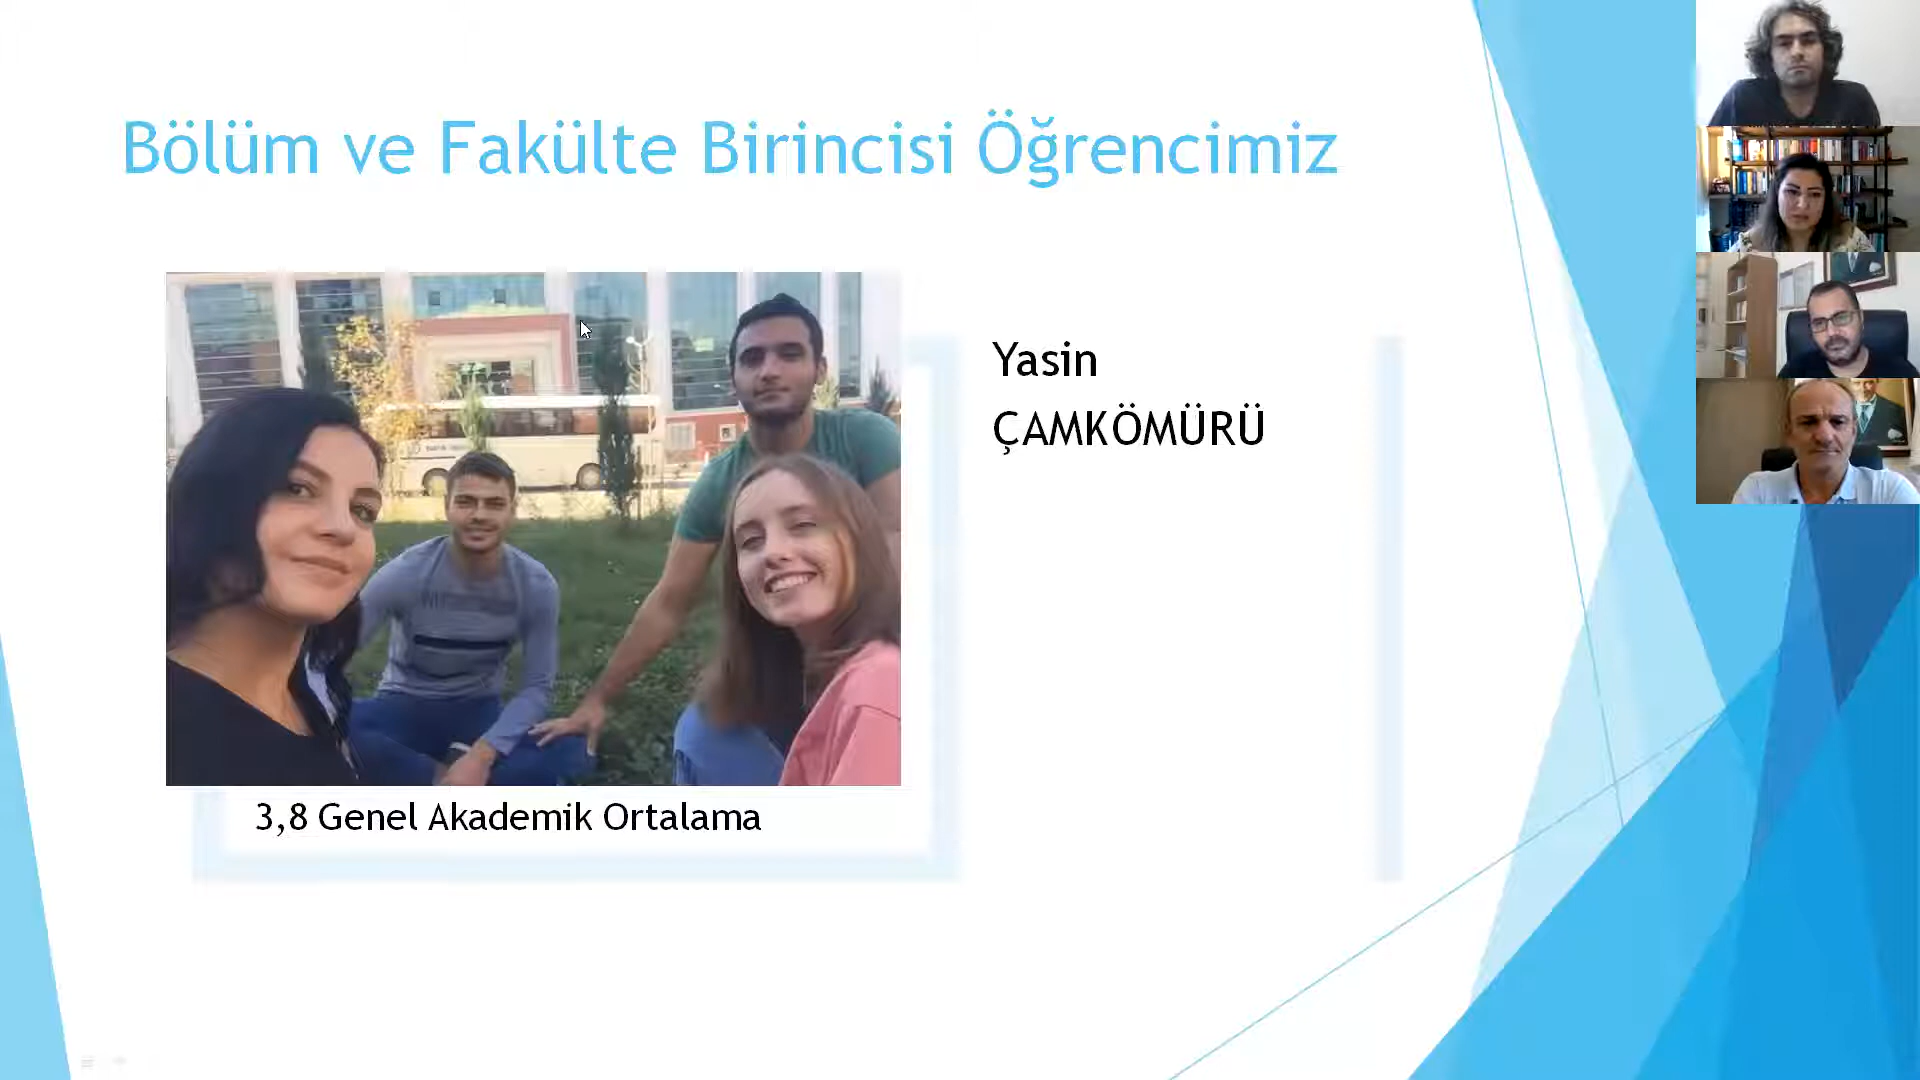 Bölüm ve Fakülte Birincisi Öğrencimiz
Yasin
ÇAMKÖMÜRÜ
3,8 Genel Akademik Ortalama